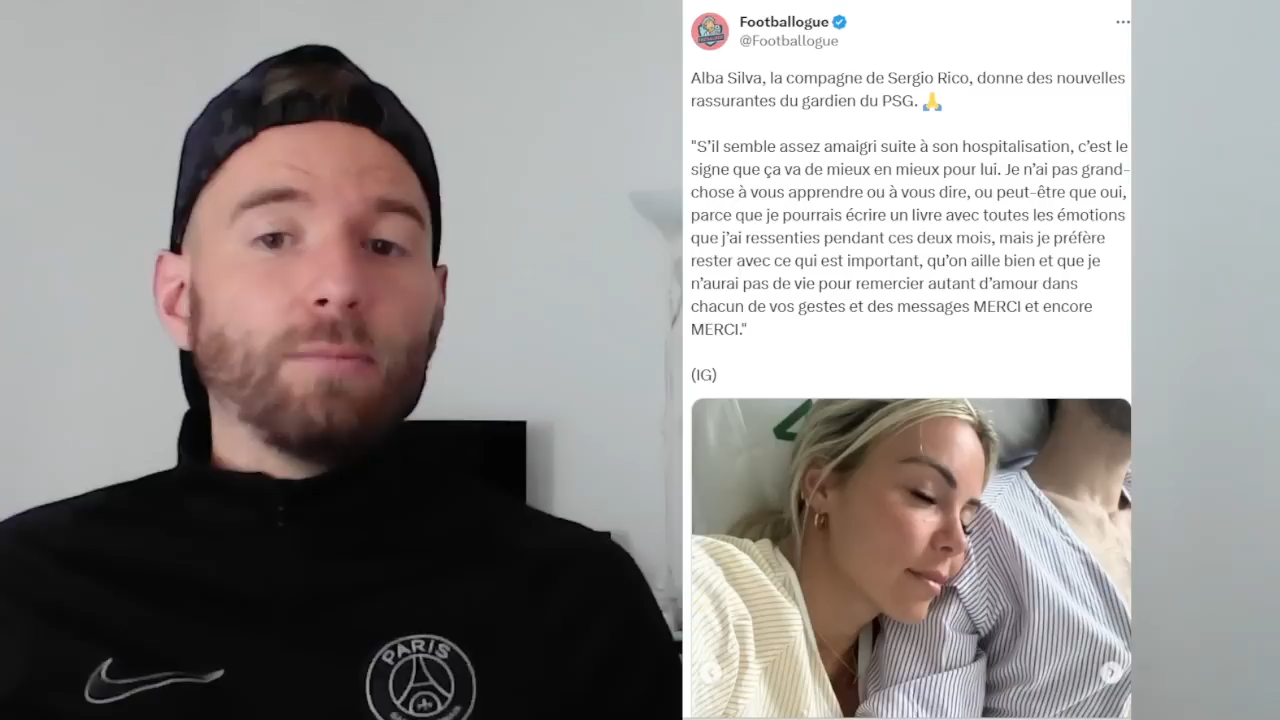 Footballogue
@Footballogue
Alba Silva, la compagne de Sergio Rico, donne des nouvelles
rassurantes du gardien du PSG. 🙏
"S'il semble assez amaigri suite à son hospitalisation, c'est le
signe que ça va de mieux en mieux pour lui. Je n'ai pas grand-
chose à vous apprendre ou à vous dire, ou peut-être que oui,
parce que je pourrais écrire un livre avec toutes les émotions
que j'ai ressenties pendant ces deux mois, mais je préfère
rester avec ce qui est important, qu'on aille bien et que je
n'aurai pas de vie pour remercier autant d'amour dans
chacun de vos gestes et des messages MERCI et encore
MERCI."
(IG)
PARIS